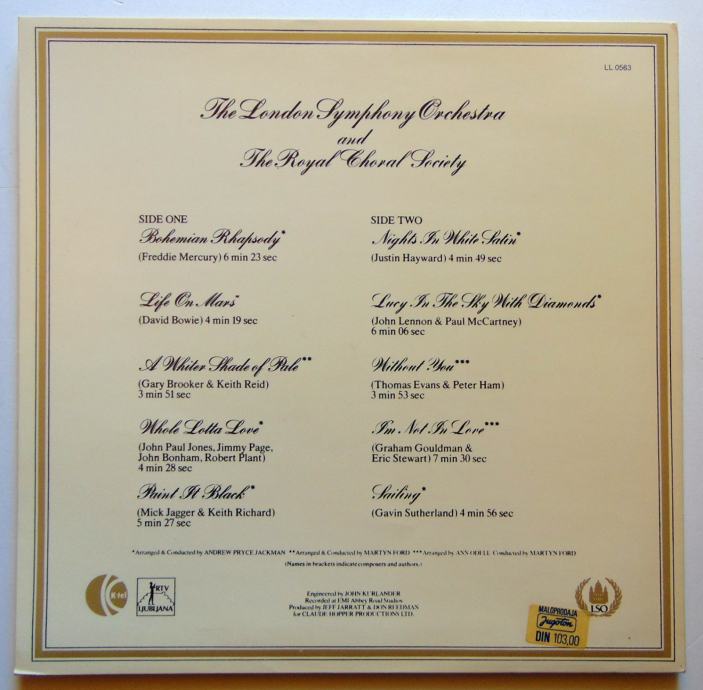 LL 0563
The London Symphony Orchestra
and
The Royal Choral Society
SIDE ONE
Bohemian Rhapsody*
(Freddie Mercury) 6 min 23 sec
Life On Mars*
(David Bowie) 4 min 19 sec
A Whiter Shade of Pale**
(Gary Brooker & Keith Reid)
3 min 51 sec
Whole Lotta Love*
(John Paul Jones, Jimmy Page,
John Bonham, Robert Plant)
4 min 28 sec
Paint It Black*
(Mick Jagger & Keith Richard)
5 min 27 sec
SIDE TWO
Nights In White Satin*
(Justin Hayward) 4 min 49 sec
Lucy In The Sky With Diamonds*
(John Lennon & Paul McCartney)
6 min 06 sec
Without You***
(Thomas Evans & Peter Ham)
3 min 53 sec
I'm Not In Love***
(Graham Gouldman &
Eric Stewart) 7 min 30 sec
Sailing*
(Gavin Sutherland) 4 min 56 sec
*Arranged & Conducted by ANDREW PRYCE JACKMAN **Arranged & Conducted by MARTYN FORD ***Arranged by ANN ODELL Conducted by MARTYN FORD
(Names in brackets indicate composers and authors.)
K-tel
RTV
LJUBLJANA
Engineered by JOHN KURLANDER
Recorded at EMI Abbey Road Studios
Produced by JEFF JARRATT & DON REEDMAN
for CLAUDE HOPPER PRODUCTIONS LTD.
LSO
MALOPRODAJA
Jugoton
DIN 103,00